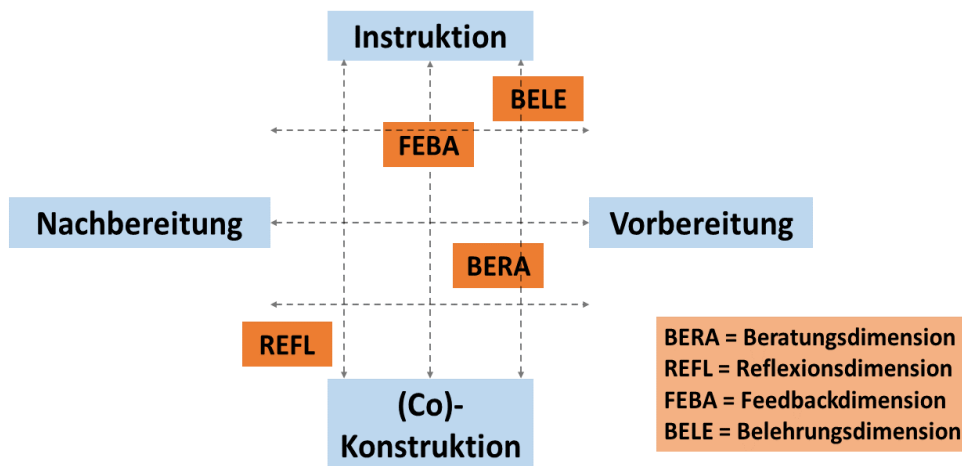 Instruktion
BELE
FEBA
Nachbereitung
Vorbereitung
BERA
REFL
(Co)-
Konstruktion
BERA = Beratungsdimension
REFL = Reflexionsdimension
FEBA = Feedbackdimension
BELE = Belehrungsdimension